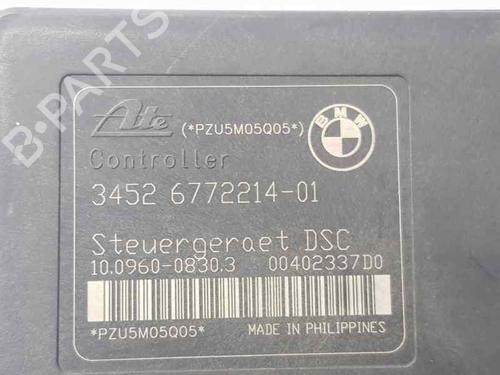 B-PARTS
Ate (*PZU5M05Q05*) BMW
Controller
3452 6772214-01
Steuergeraet DSC
10.0960-0830.3 00402337D0
*PZU5M05Q05* MADE IN PHILIPPINES